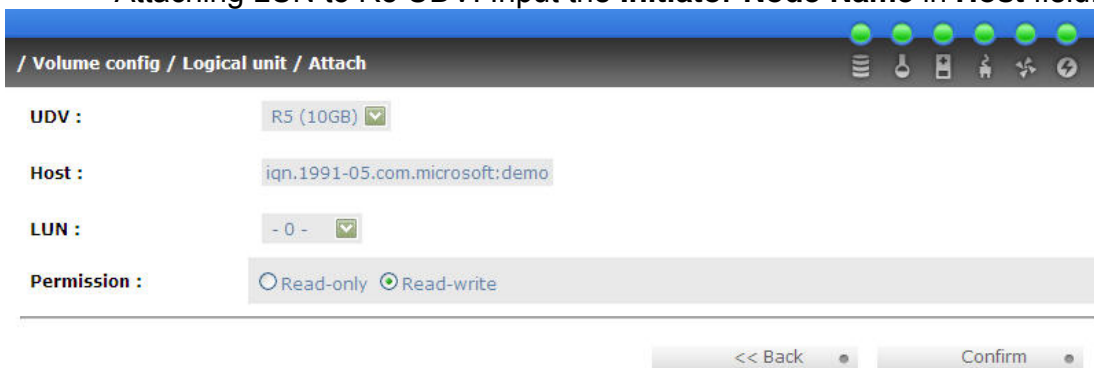 Attaching LUN to R5 UDV. Input the Initiator Node Name in Host field.
/ Volume config / Logical unit / Attach
UDV : R5 (10GB)
Host : iqn.1991-05.com.microsoft:demo
LUN : - 0 -
Permission : Read-only Read-write
<< Back Confirm